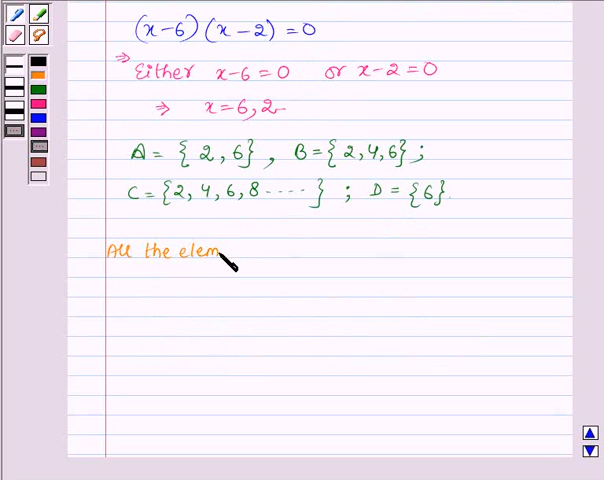 (x-6)(x-2)=0
⇒ Either x-6=0 or x-2=0
⇒ x=6,2
A={2,6}, B={2,4,6};
C={2,4,6,8----}; D={6}.
All the elem